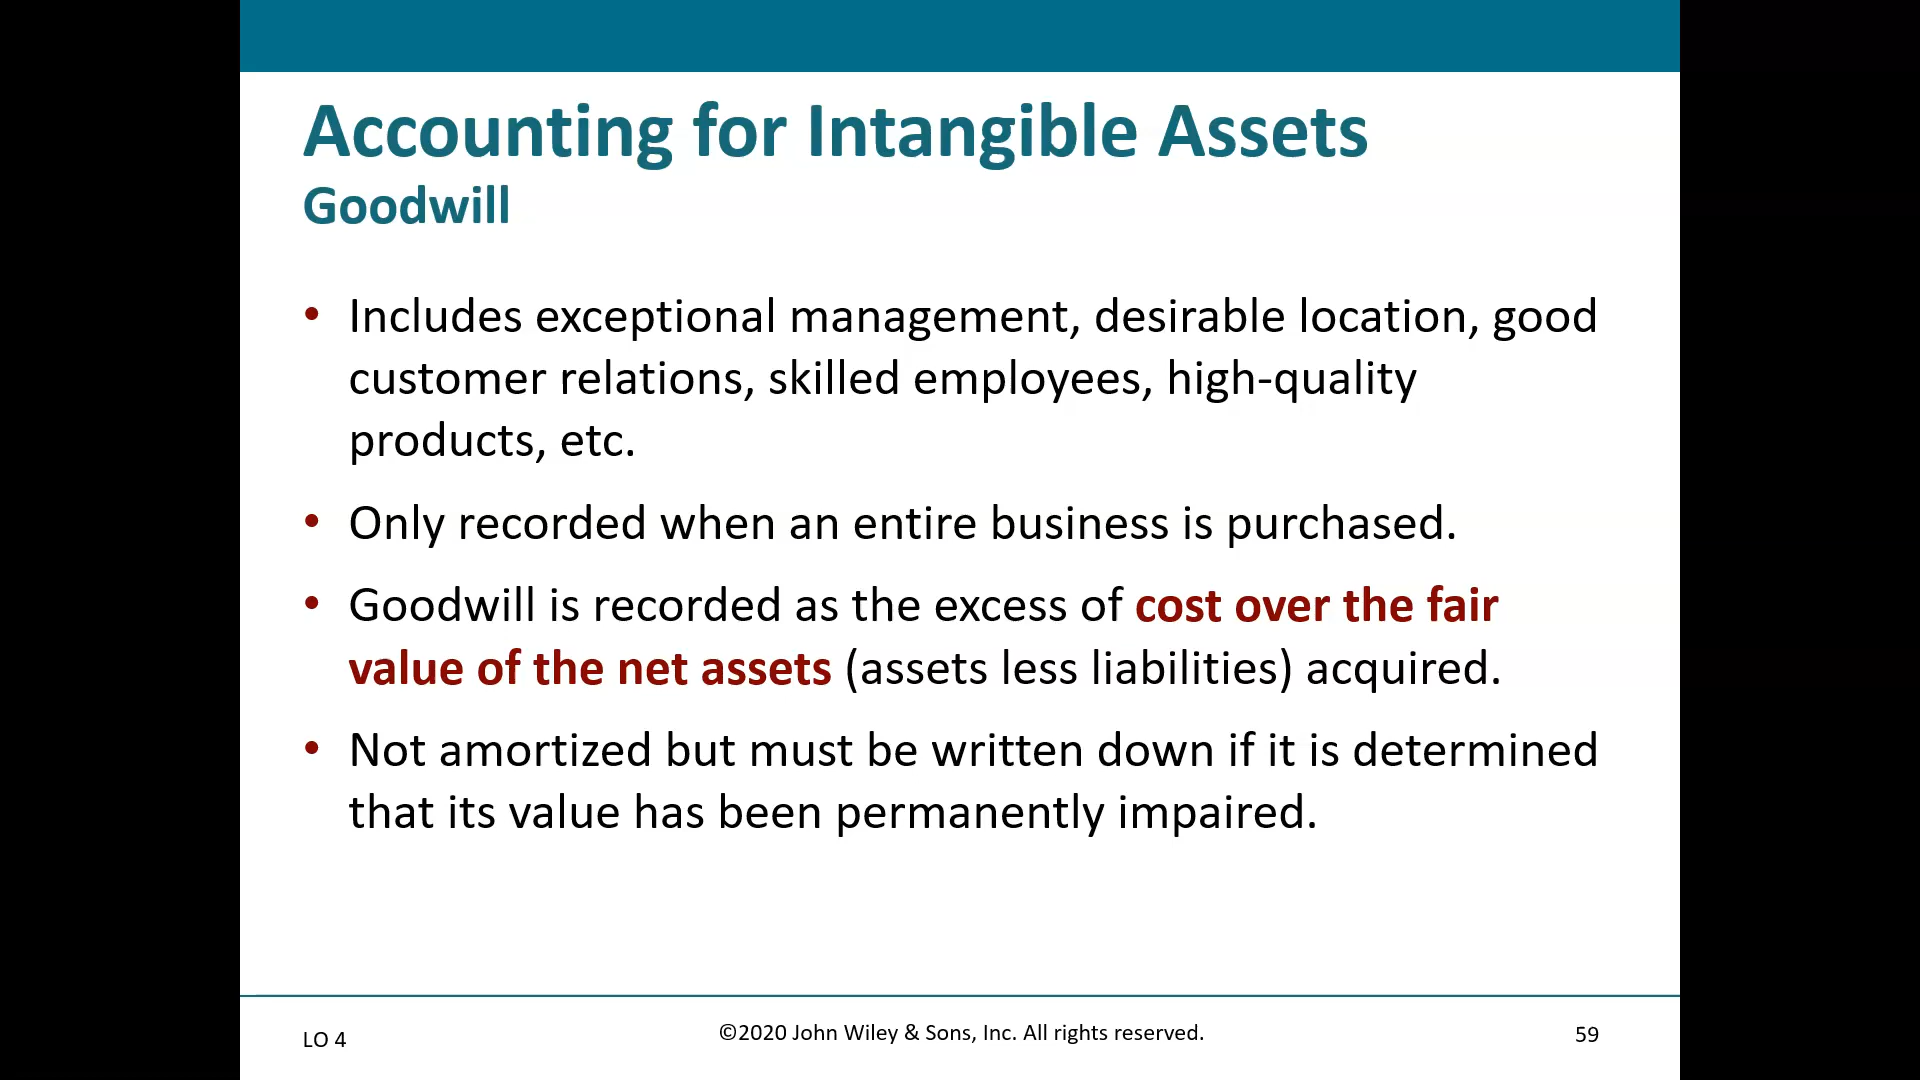 Accounting for Intangible Assets
Goodwill
• Includes exceptional management, desirable location, good
customer relations, skilled employees, high-quality
products, etc.
• Only recorded when an entire business is purchased.
• Goodwill is recorded as the excess of cost over the fair
value of the net assets (assets less liabilities) acquired.
• Not amortized but must be written down if it is determined
that its value has been permanently impaired.
LO 4
©2020 John Wiley & Sons, Inc. All rights reserved.
59